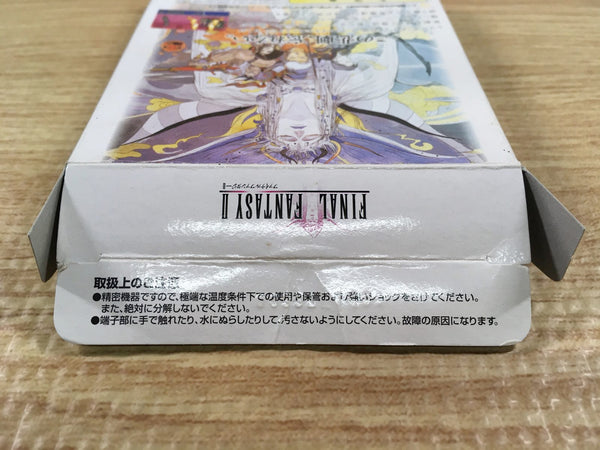 FINAL FANTASY II
ファイナルファンタジーII
取扱上のご注意
●精密機器ですので、極端な温度条件下での使用や保管および強いショックをさけてください。
また、絶対に分解しないでください。
●端子部に手で触れたり、水にぬらしたりして、汚さないようにしてください。故障の原因になります。